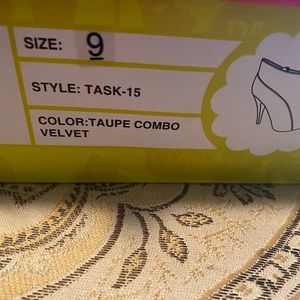 SIZE: 9
STYLE: TASK-15
COLOR:TAUPE COMBO
VELVET